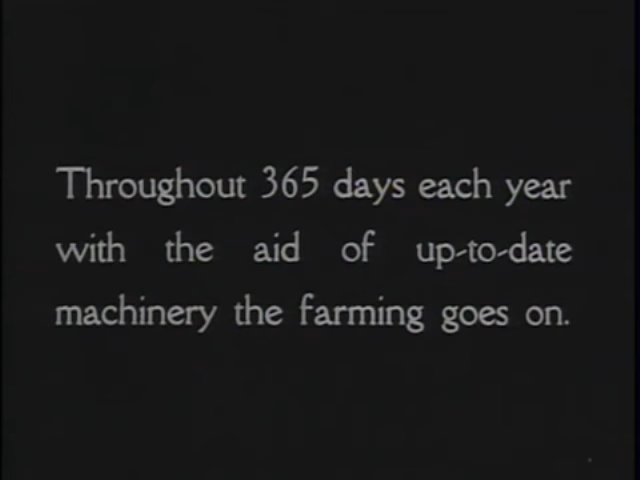 Throughout 365 days each year
with the aid of up-to-date
machinery the farming goes on.